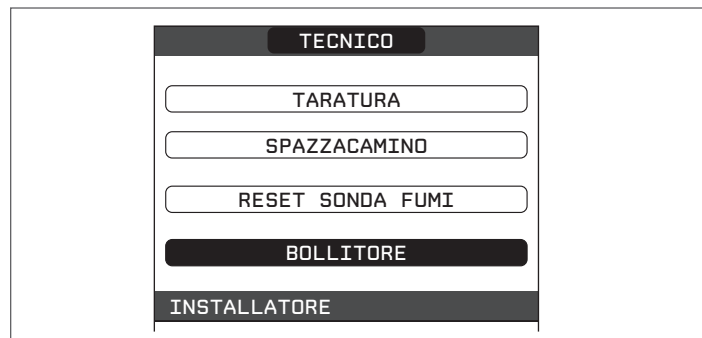 TECNICO
TARATURA
SPAZZACAMINO
RESET SONDA FUMI
BOLLITORE
INSTALLATORE